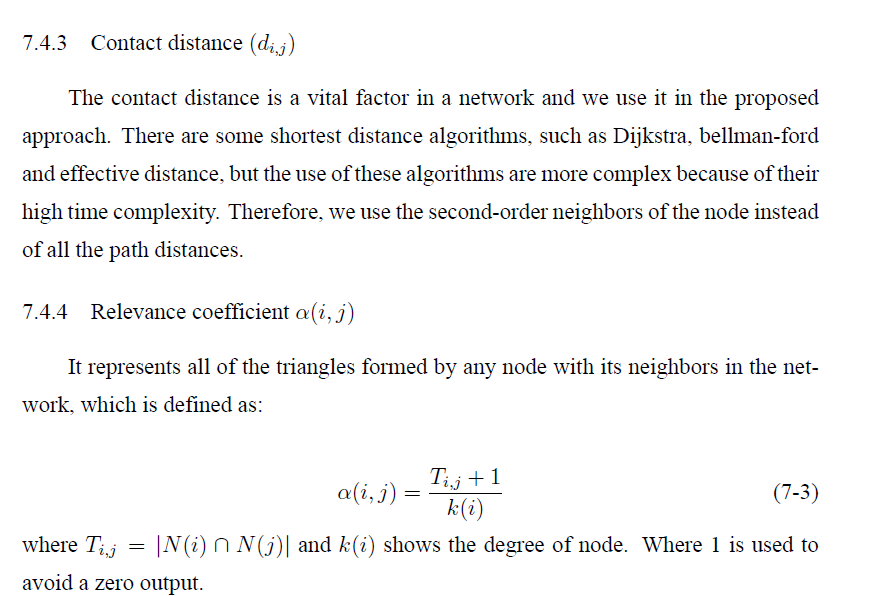 7.4.3 Contact distance (d_{i,j})
The contact distance is a vital factor in a network and we use it in the proposed
approach. There are some shortest distance algorithms, such as Dijkstra, bellman-ford
and effective distance, but the use of these algorithms are more complex because of their
high time complexity. Therefore, we use the second-order neighbors of the node instead
of all the path distances.
7.4.4 Relevance coefficient α(i, j)
It represents all of the triangles formed by any node with its neighbors in the net-
work, which is defined as:
α(i, j) = \frac{T_{i,j} + 1}{k(i)} (7-3)
where T_{i,j} = |N(i) ∩ N(j)| and k(i) shows the degree of node. Where 1 is used to
avoid a zero output.